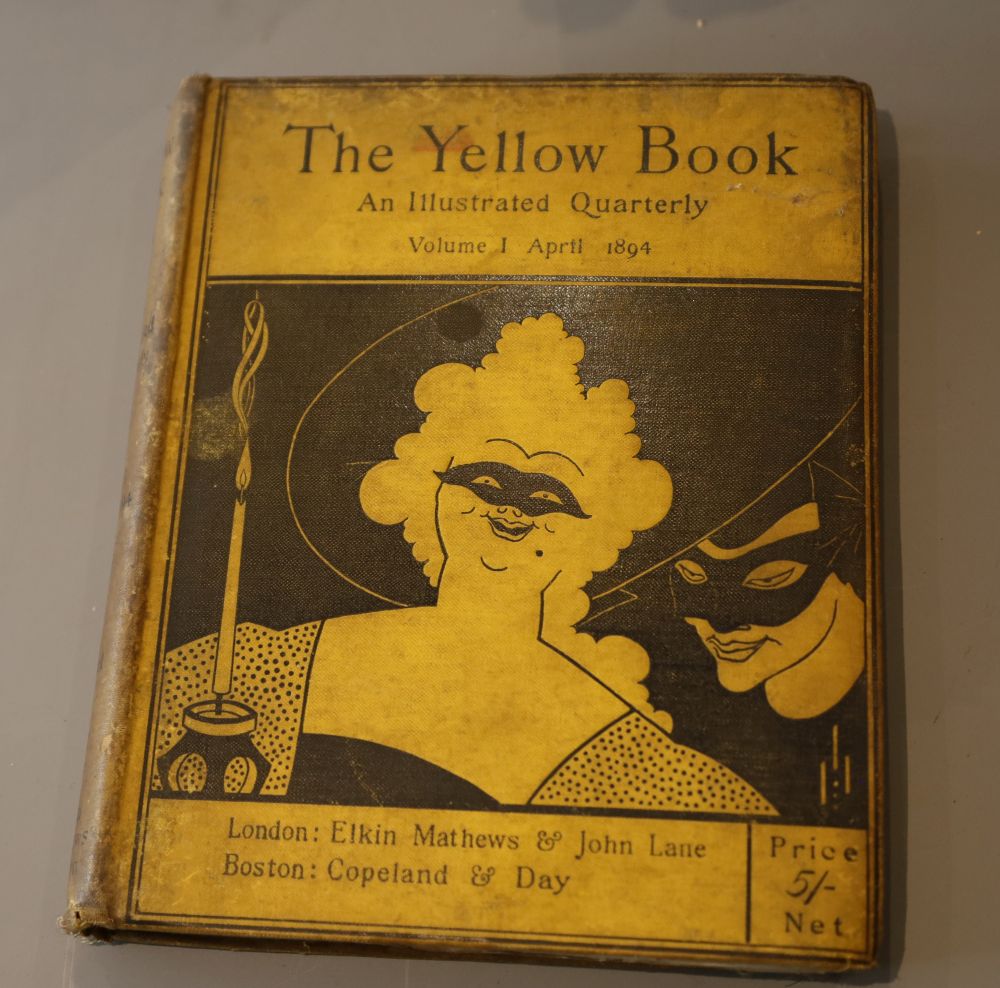 The Yellow Book
An Illustrated Quarterly
Volume I April 1894
London: Elkin Mathews & John Lane
Boston: Copeland & Day
Price
5/-
Net